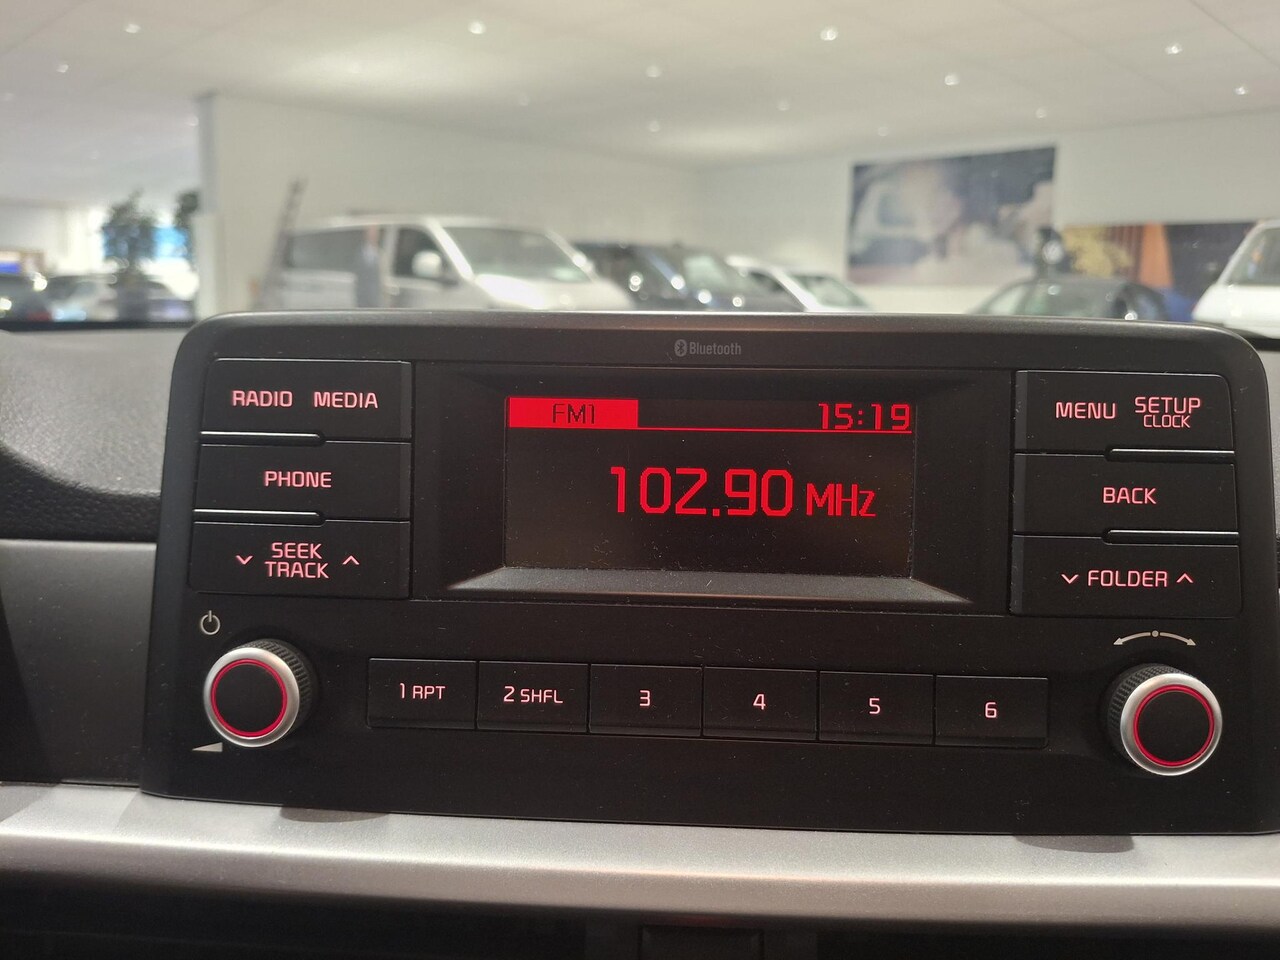 Bluetooth
RADIO MEDIA
FM1 15:19
MENU SETUP
CLOCK
PHONE
102.90 MHz
BACK
SEEK
TRACK
FOLDER
1 RPT 2 SHFL 3 4 5 6